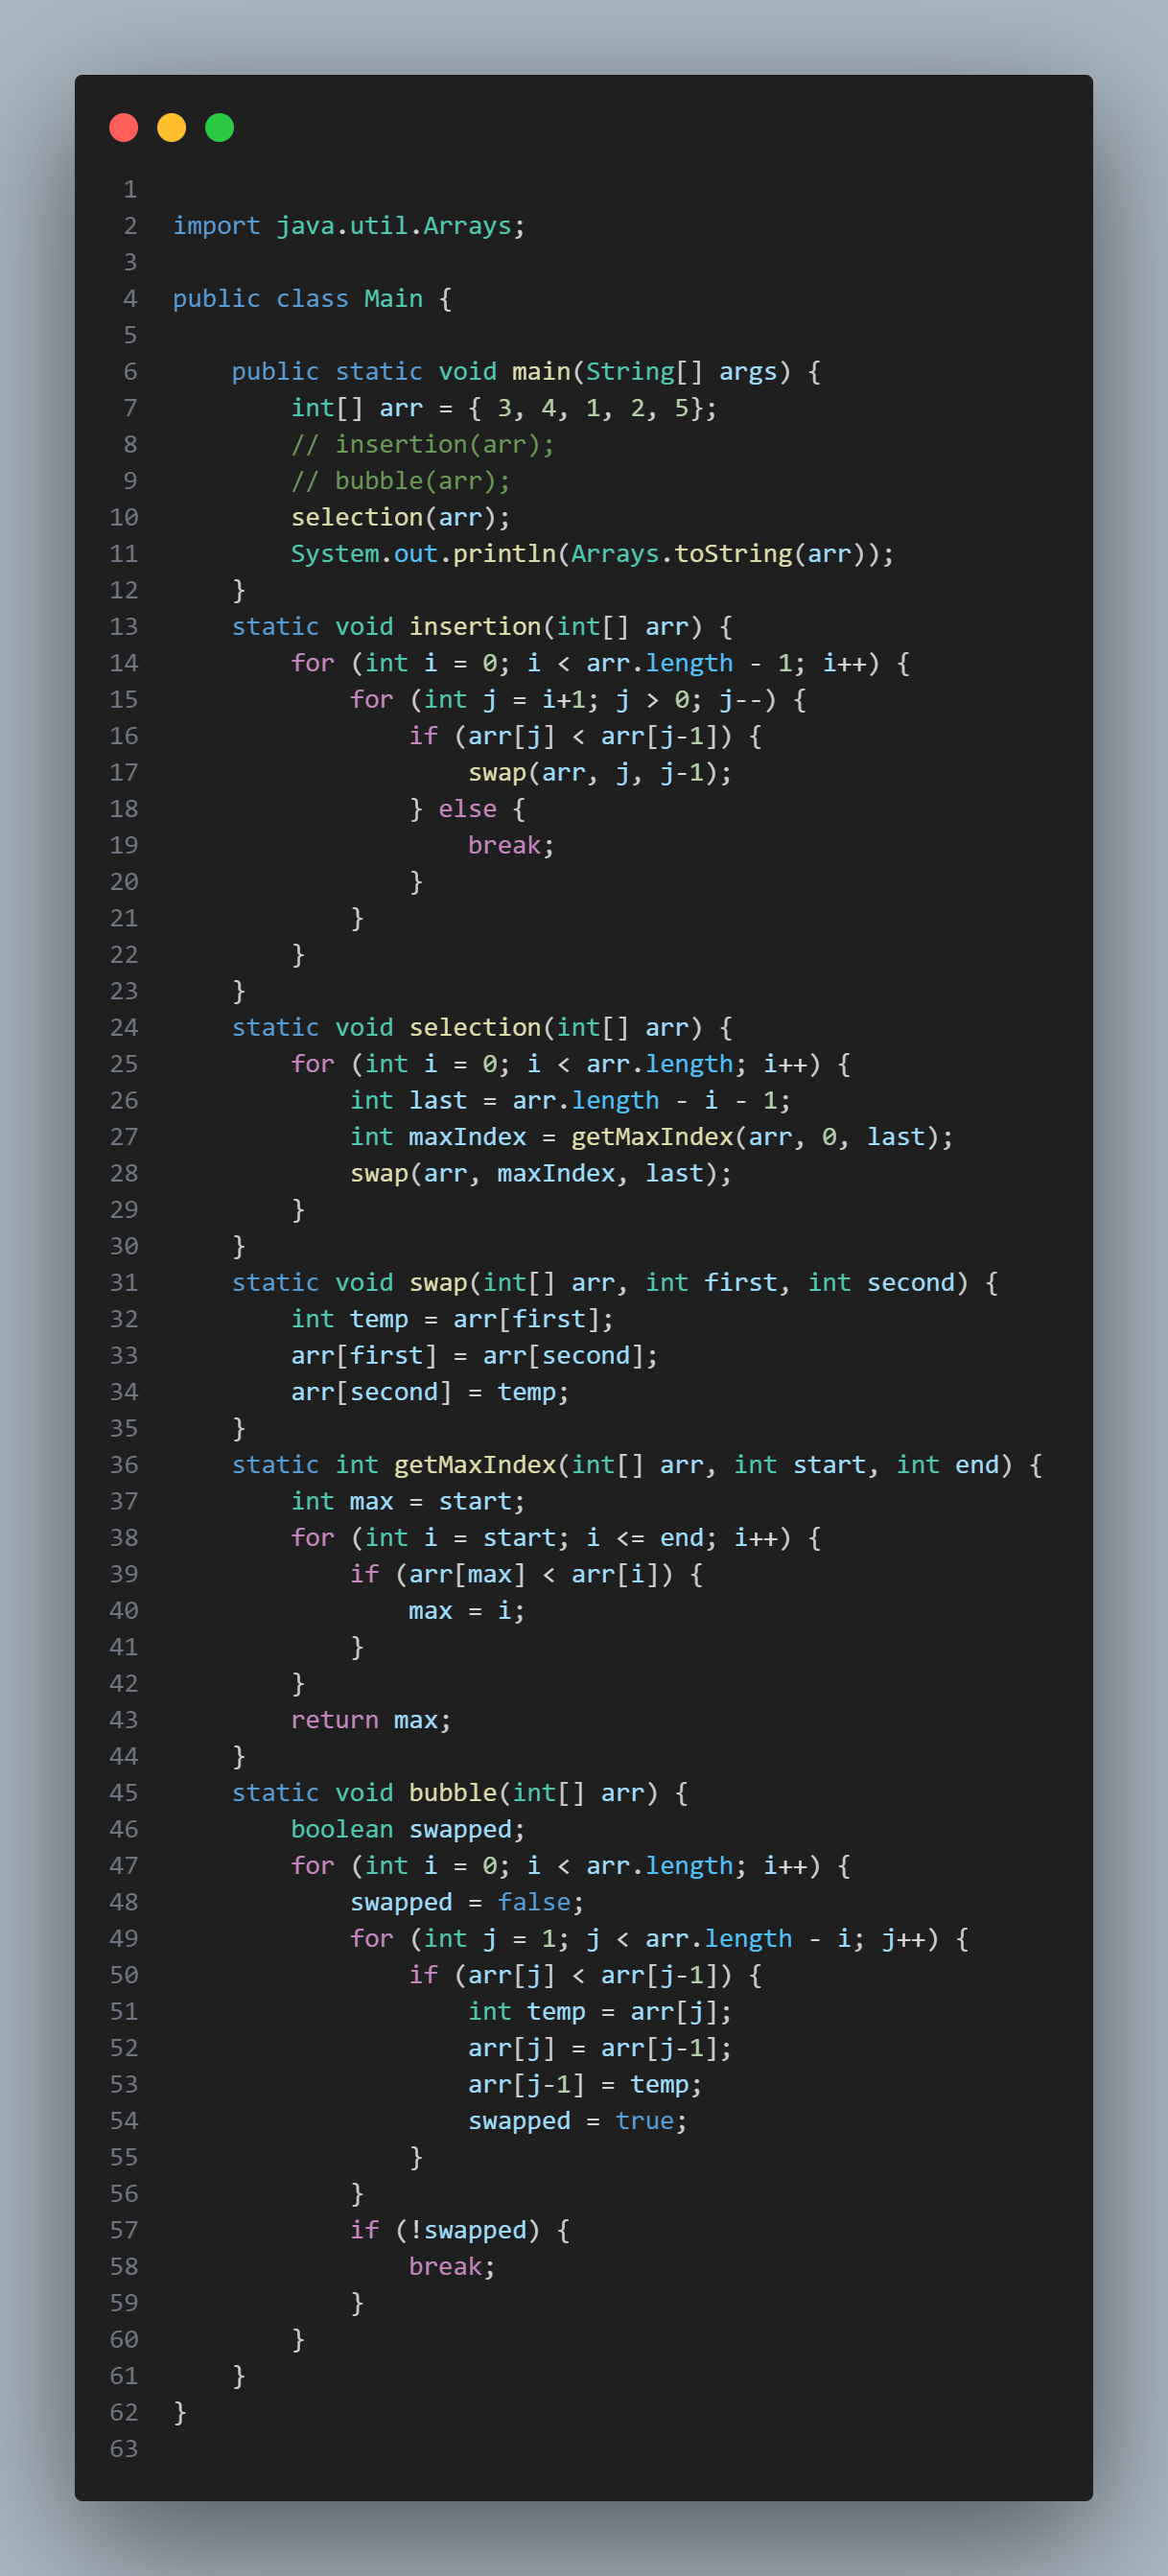 1
2 import java.util.Arrays;
3
4 public class Main {
5
6     public static void main(String[] args) {
7         int[] arr = { 3, 4, 1, 2, 5};
8         // insertion(arr);
9         // bubble(arr);
10         selection(arr);
11         System.out.println(Arrays.toString(arr));
12     }
13     static void insertion(int[] arr) {
14         for (int i = 0; i < arr.length - 1; i++) {
15             for (int j = i+1; j > 0; j--) {
16                 if (arr[j] < arr[j-1]) {
17                     swap(arr, j, j-1);
18                 } else {
19                     break;
20                 }
21             }
22         }
23     }
24     static void selection(int[] arr) {
25         for (int i = 0; i < arr.length; i++) {
26             int last = arr.length - i - 1;
27             int maxIndex = getMaxIndex(arr, 0, last);
28             swap(arr, maxIndex, last);
29         }
30     }
31     static void swap(int[] arr, int first, int second) {
32         int temp = arr[first];
33         arr[first] = arr[second];
34         arr[second] = temp;
35     }
36     static int getMaxIndex(int[] arr, int start, int end) {
37         int max = start;
38         for (int i = start; i <= end; i++) {
39             if (arr[max] < arr[i]) {
40                 max = i;
41             }
42         }
43         return max;
44     }
45     static void bubble(int[] arr) {
46         boolean swapped;
47         for (int i = 0; i < arr.length; i++) {
48             swapped = false;
49             for (int j = 1; j < arr.length - i; j++) {
50                 if (arr[j] < arr[j-1]) {
51                     int temp = arr[j];
52                     arr[j] = arr[j-1];
53                     arr[j-1] = temp;
54                     swapped = true;
55                 }
56             }
57             if (!swapped) {
58                 break;
59             }
60         }
61     }
62 }
63